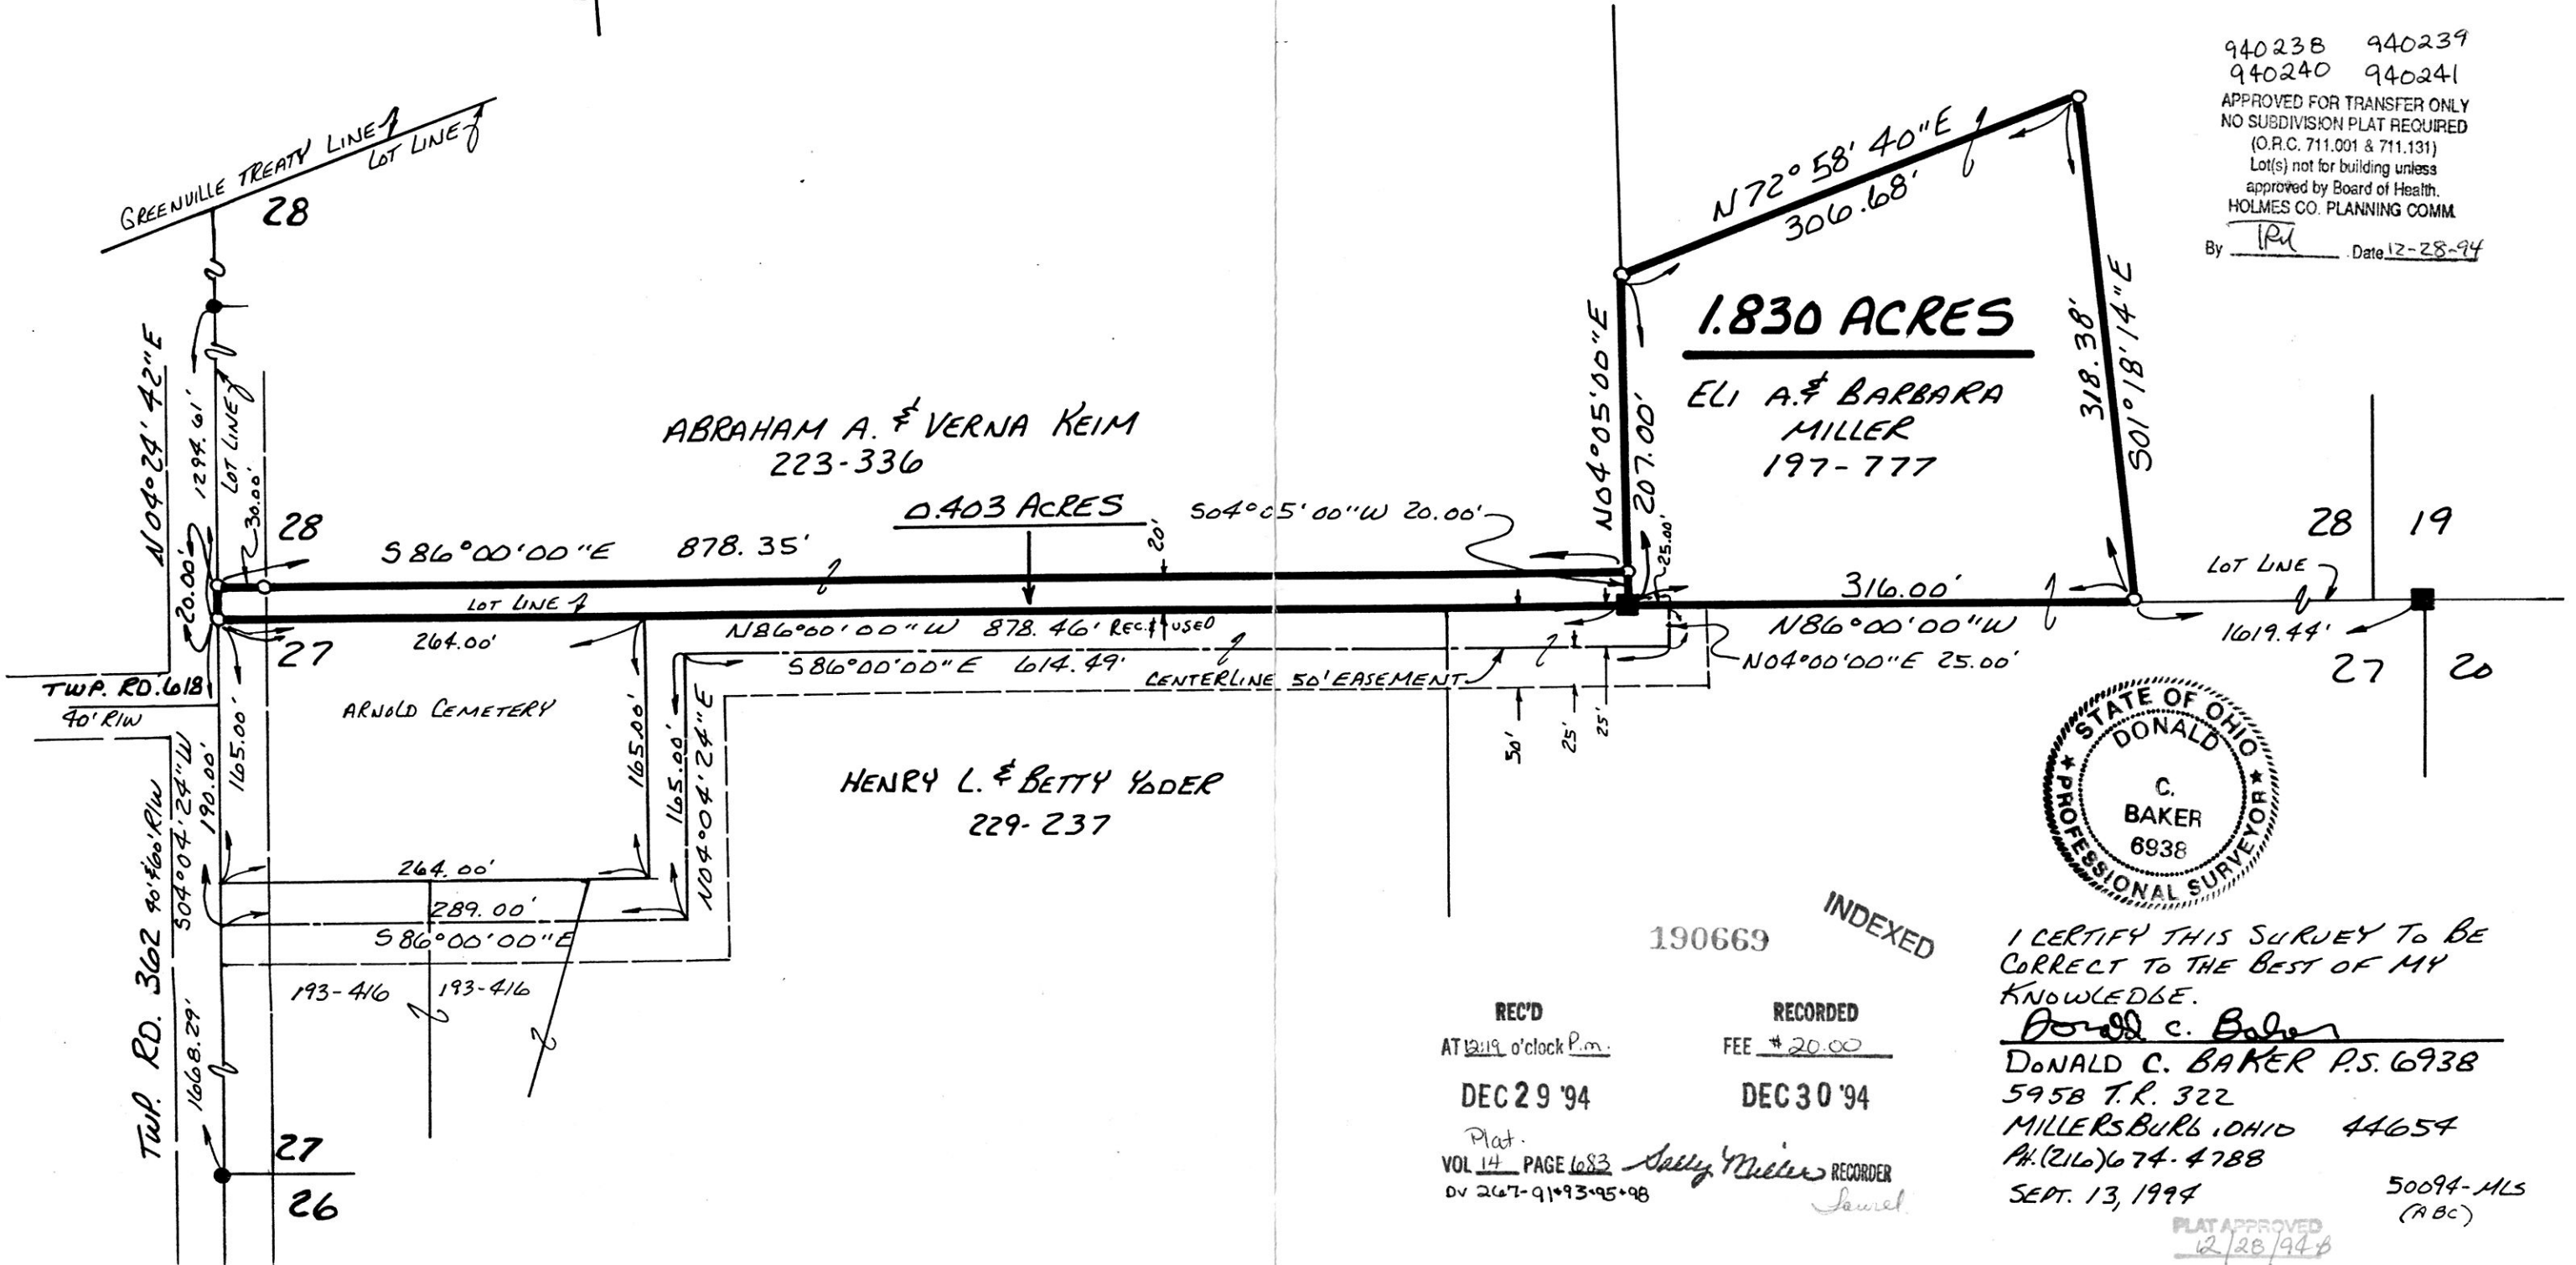 940238 940239
940240 940241
APPROVED FOR TRANSFER ONLY
NO SUBDIVISION PLAT REQUIRED
(O.R.C. 711.001 & 711.131)
Lot(s) not for building unless
approved by Board of Health.
HOLMES CO. PLANNING COMM.
By Date 12-28-94
GREENVILLE TREATY LINE
LOT LINE
28
N04°24'42"E
1294.61'
LOT LINE
30.00'
20.00'
28
N72°58'40"E
306.68'
1.830 ACRES
ELI A. & BARBARA
MILLER
197-777
N04°05'00"E
207.00'
25.00'
318.38'
S01°18'14"E
ABRAHAM A. & VERNA KEIM
223-336
0.403 ACRES
20'
S04°05'00"W 20.00'
S86°00'00"E 878.35'
LOT LINE
27
264.00'
N86°00'00"W 878.46' REC. & USED
S86°00'00"E 614.49'
CENTERLINE 50' EASEMENT
316.00'
N86°00'00"W
N04°00'00"E 25.00'
28 19
LOT LINE
1619.44'
27 20
TWP. RD. 618
40' R/W
165.00'
ARNOLD CEMETERY
165.00'
165.00'
N04°04'24"E
50'
25'
25'
HENRY L. & BETTY YODER
229-237
264.00'
289.00'
S86°00'00"E
193-416 193-416
TWP. RD. 362 40' & 60' R/W
S04°04'24"W
190.00'
1668.29'
27
26
STATE OF OHIO
DONALD
C.
BAKER
6938
PROFESSIONAL SURVEYOR
190669
INDEXED
REC'D
AT 12:19 o'clock P.m.
DEC 29 '94
RECORDED
FEE $20.00
DEC 30 '94
Plat.
VOL 14 PAGE 683 Sally Miller RECORDER
DV 267-91+93+95+98
Laurel
I CERTIFY THIS SURVEY TO BE
CORRECT TO THE BEST OF MY
KNOWLEDGE.
Donald C. Baker
DONALD C. BAKER P.S. 6938
5958 T.R. 322
MILLERSBURG, OHIO 44654
PH. (216) 674-4788
SEPT. 13, 1994
50094-MLS
(ABC)
PLAT APPROVED
12/28/94